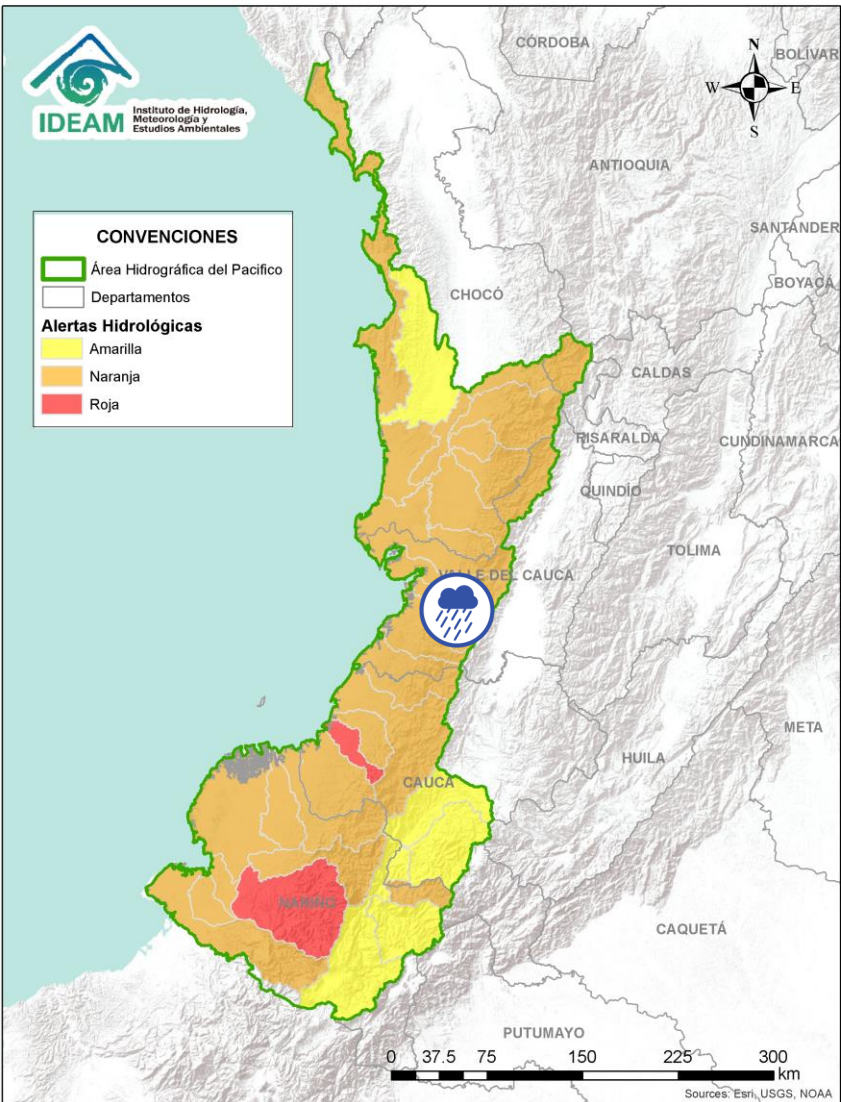 IDEAM
Instituto de Hidrología,
Meteorología y
Estudios Ambientales
N
W
E
S
CÓRDOBA
BOLIVAR
ANTIOQUIA
SANTANDER
BOYACÁ
CHOCÓ
CALDAS
RISARALDA
CUNDINAMARCA
QUINDÍO
TOLIMA
VALLE DEL CAUCA
META
HUILA
CAUCA
NARIÑO
CAQUETÁ
PUTUMAYO
CONVENCIONES
Área Hidrográfica del Pacifico
Departamentos
Alertas Hidrológicas
Amarilla
Naranja
Roja
0 37.5 75 150 225 300
km
Sources: Esri, USGS, NOAA